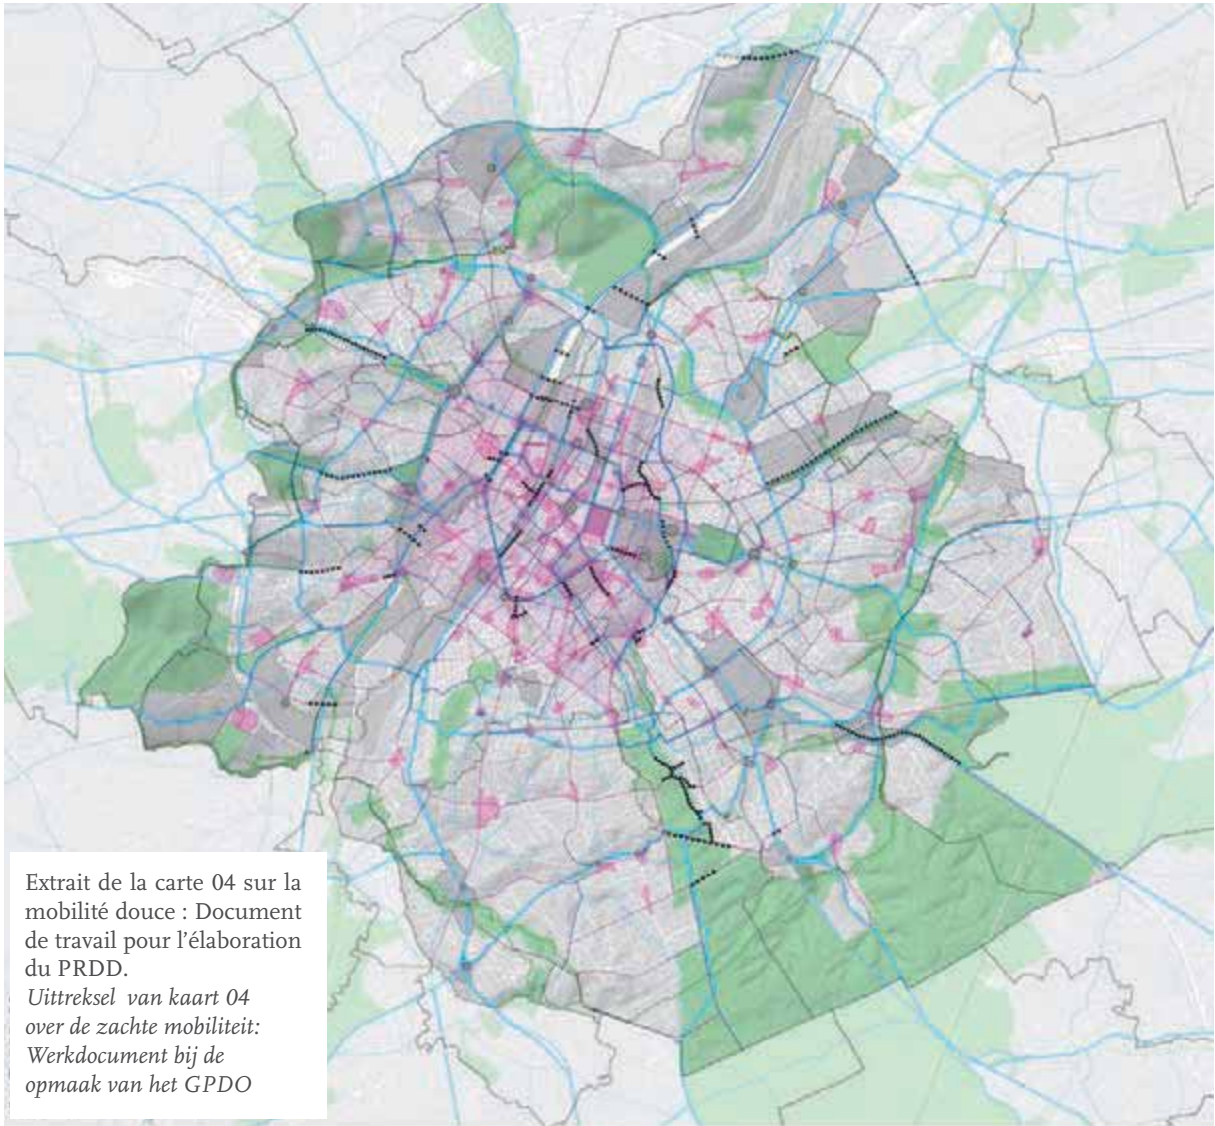 Extrait de la carte 04 sur la
mobilité douce : Document
de travail pour l'élaboration
du PRDD.
Uittreksel van kaart 04
over de zachte mobiliteit:
Werkdocument bij de
opmaak van het GPDO